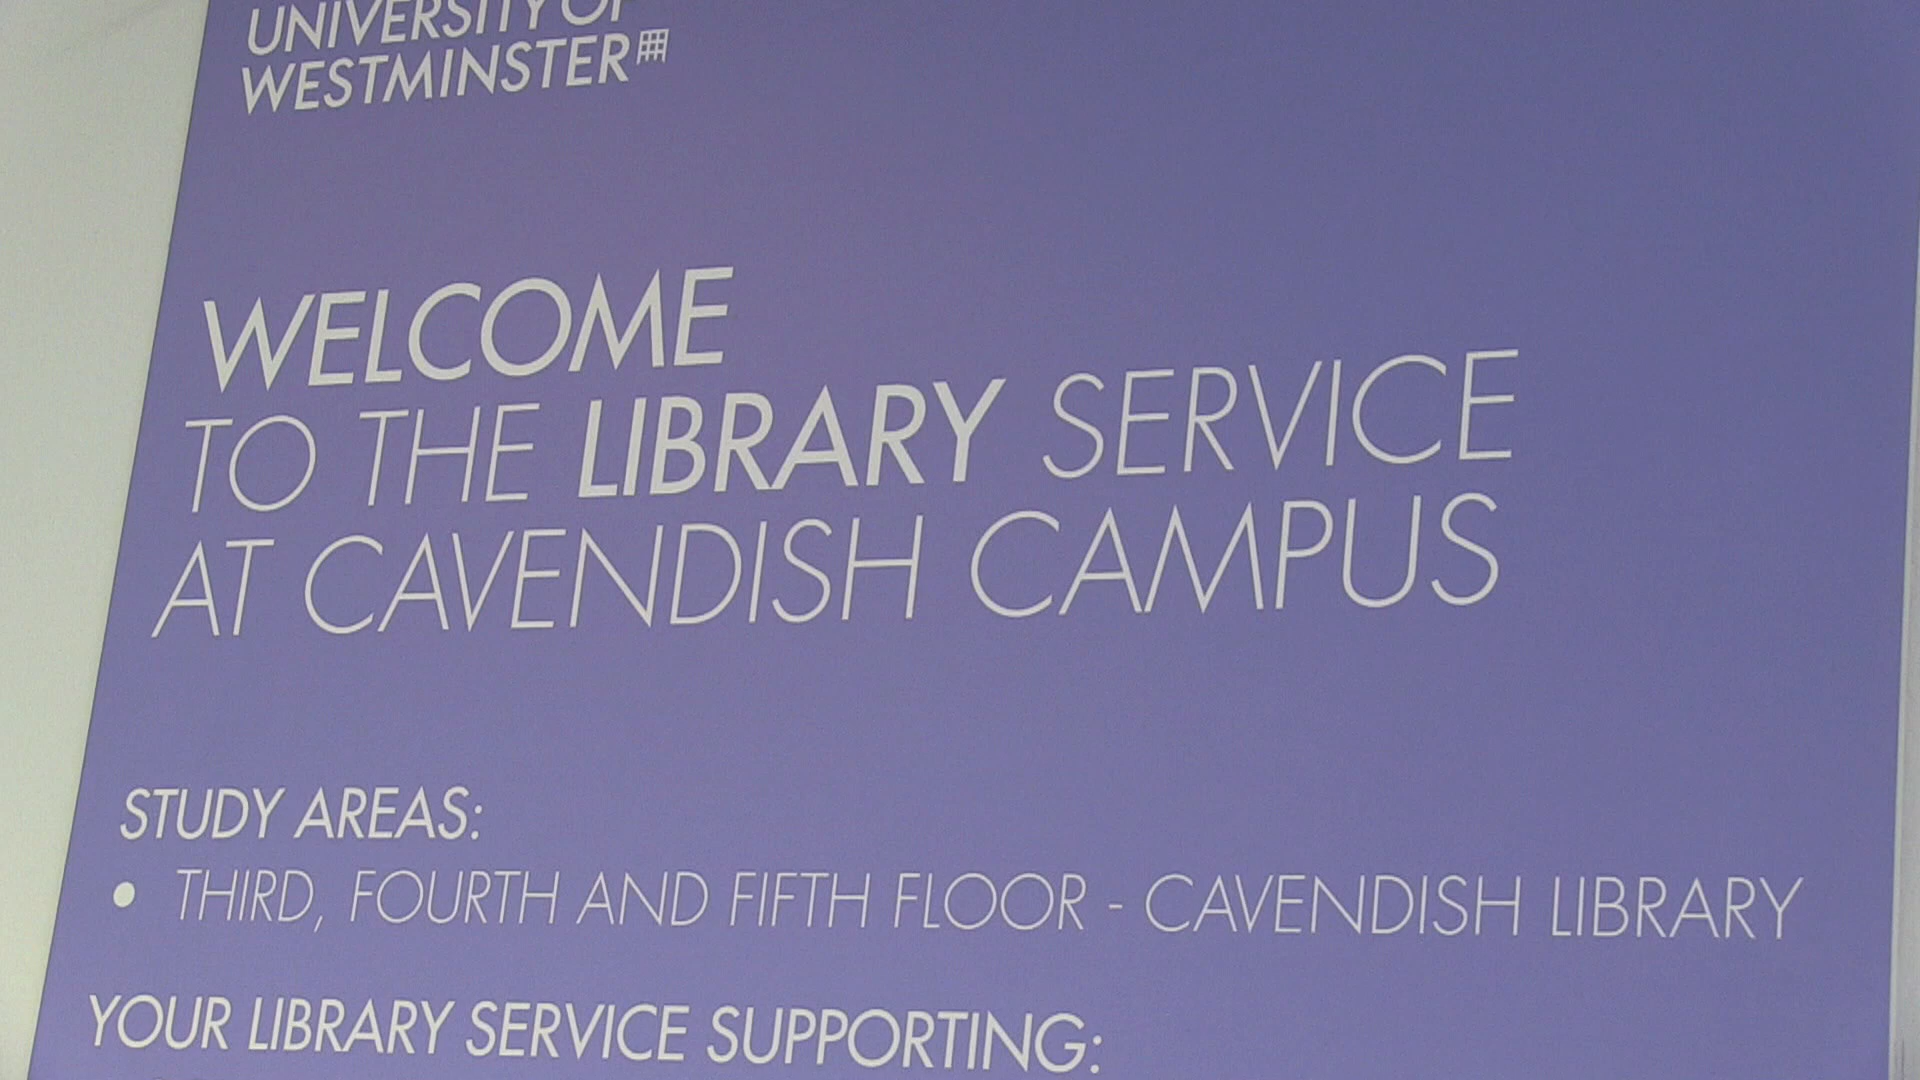 UNIVERSITY OF
WESTMINSTER
WELCOME
TO THE LIBRARY SERVICE
AT CAVENDISH CAMPUS
STUDY AREAS:
• THIRD, FOURTH AND FIFTH FLOOR - CAVENDISH LIBRARY
YOUR LIBRARY SERVICE SUPPORTING: